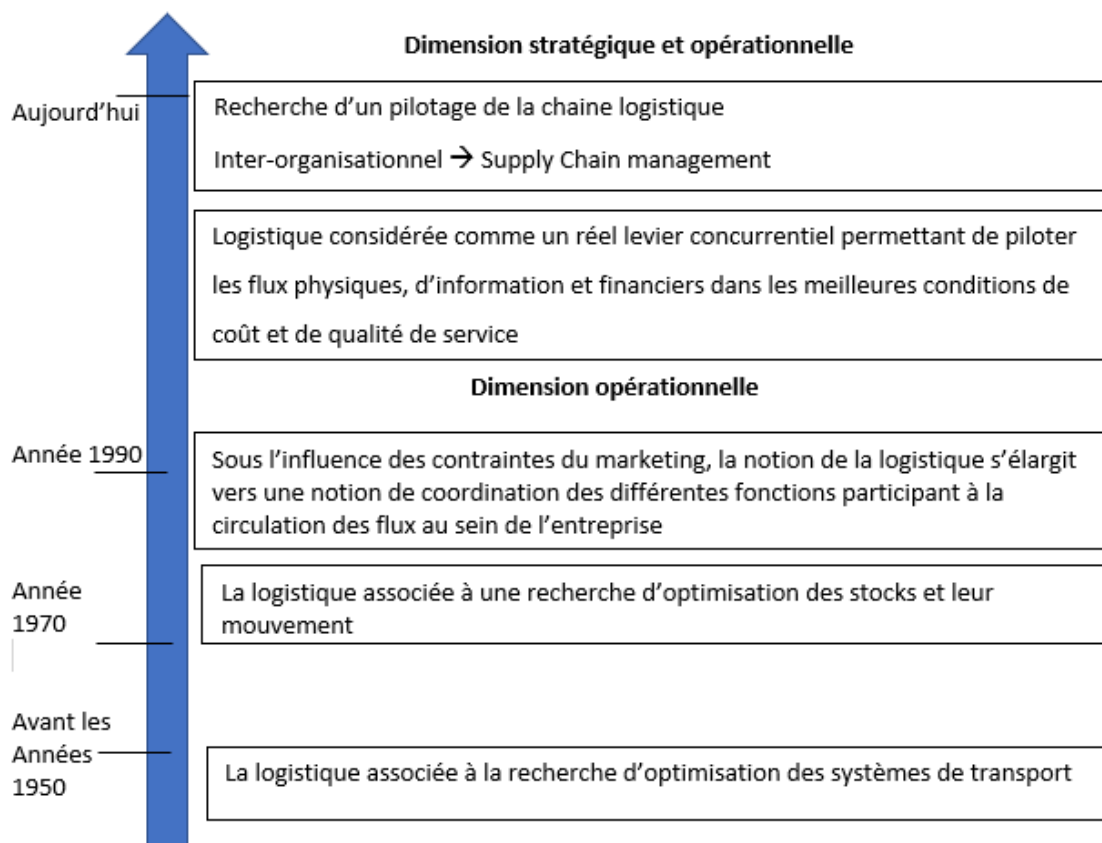 Dimension stratégique et opérationnelle
Aujourd’hui
Recherche d’un pilotage de la chaine logistique
Inter-organisationnel → Supply Chain management
Logistique considérée comme un réel levier concurrentiel permettant de piloter
les flux physiques, d’information et financiers dans les meilleures conditions de
coût et de qualité de service
Dimension opérationnelle
Année 1990
Sous l’influence des contraintes du marketing, la notion de la logistique s’élargit
vers une notion de coordination des différentes fonctions participant à la
circulation des flux au sein de l’entreprise
Année
1970
La logistique associée à une recherche d’optimisation des stocks et leur
mouvement
Avant les
Années
1950
La logistique associée à la recherche d’optimisation des systèmes de transport